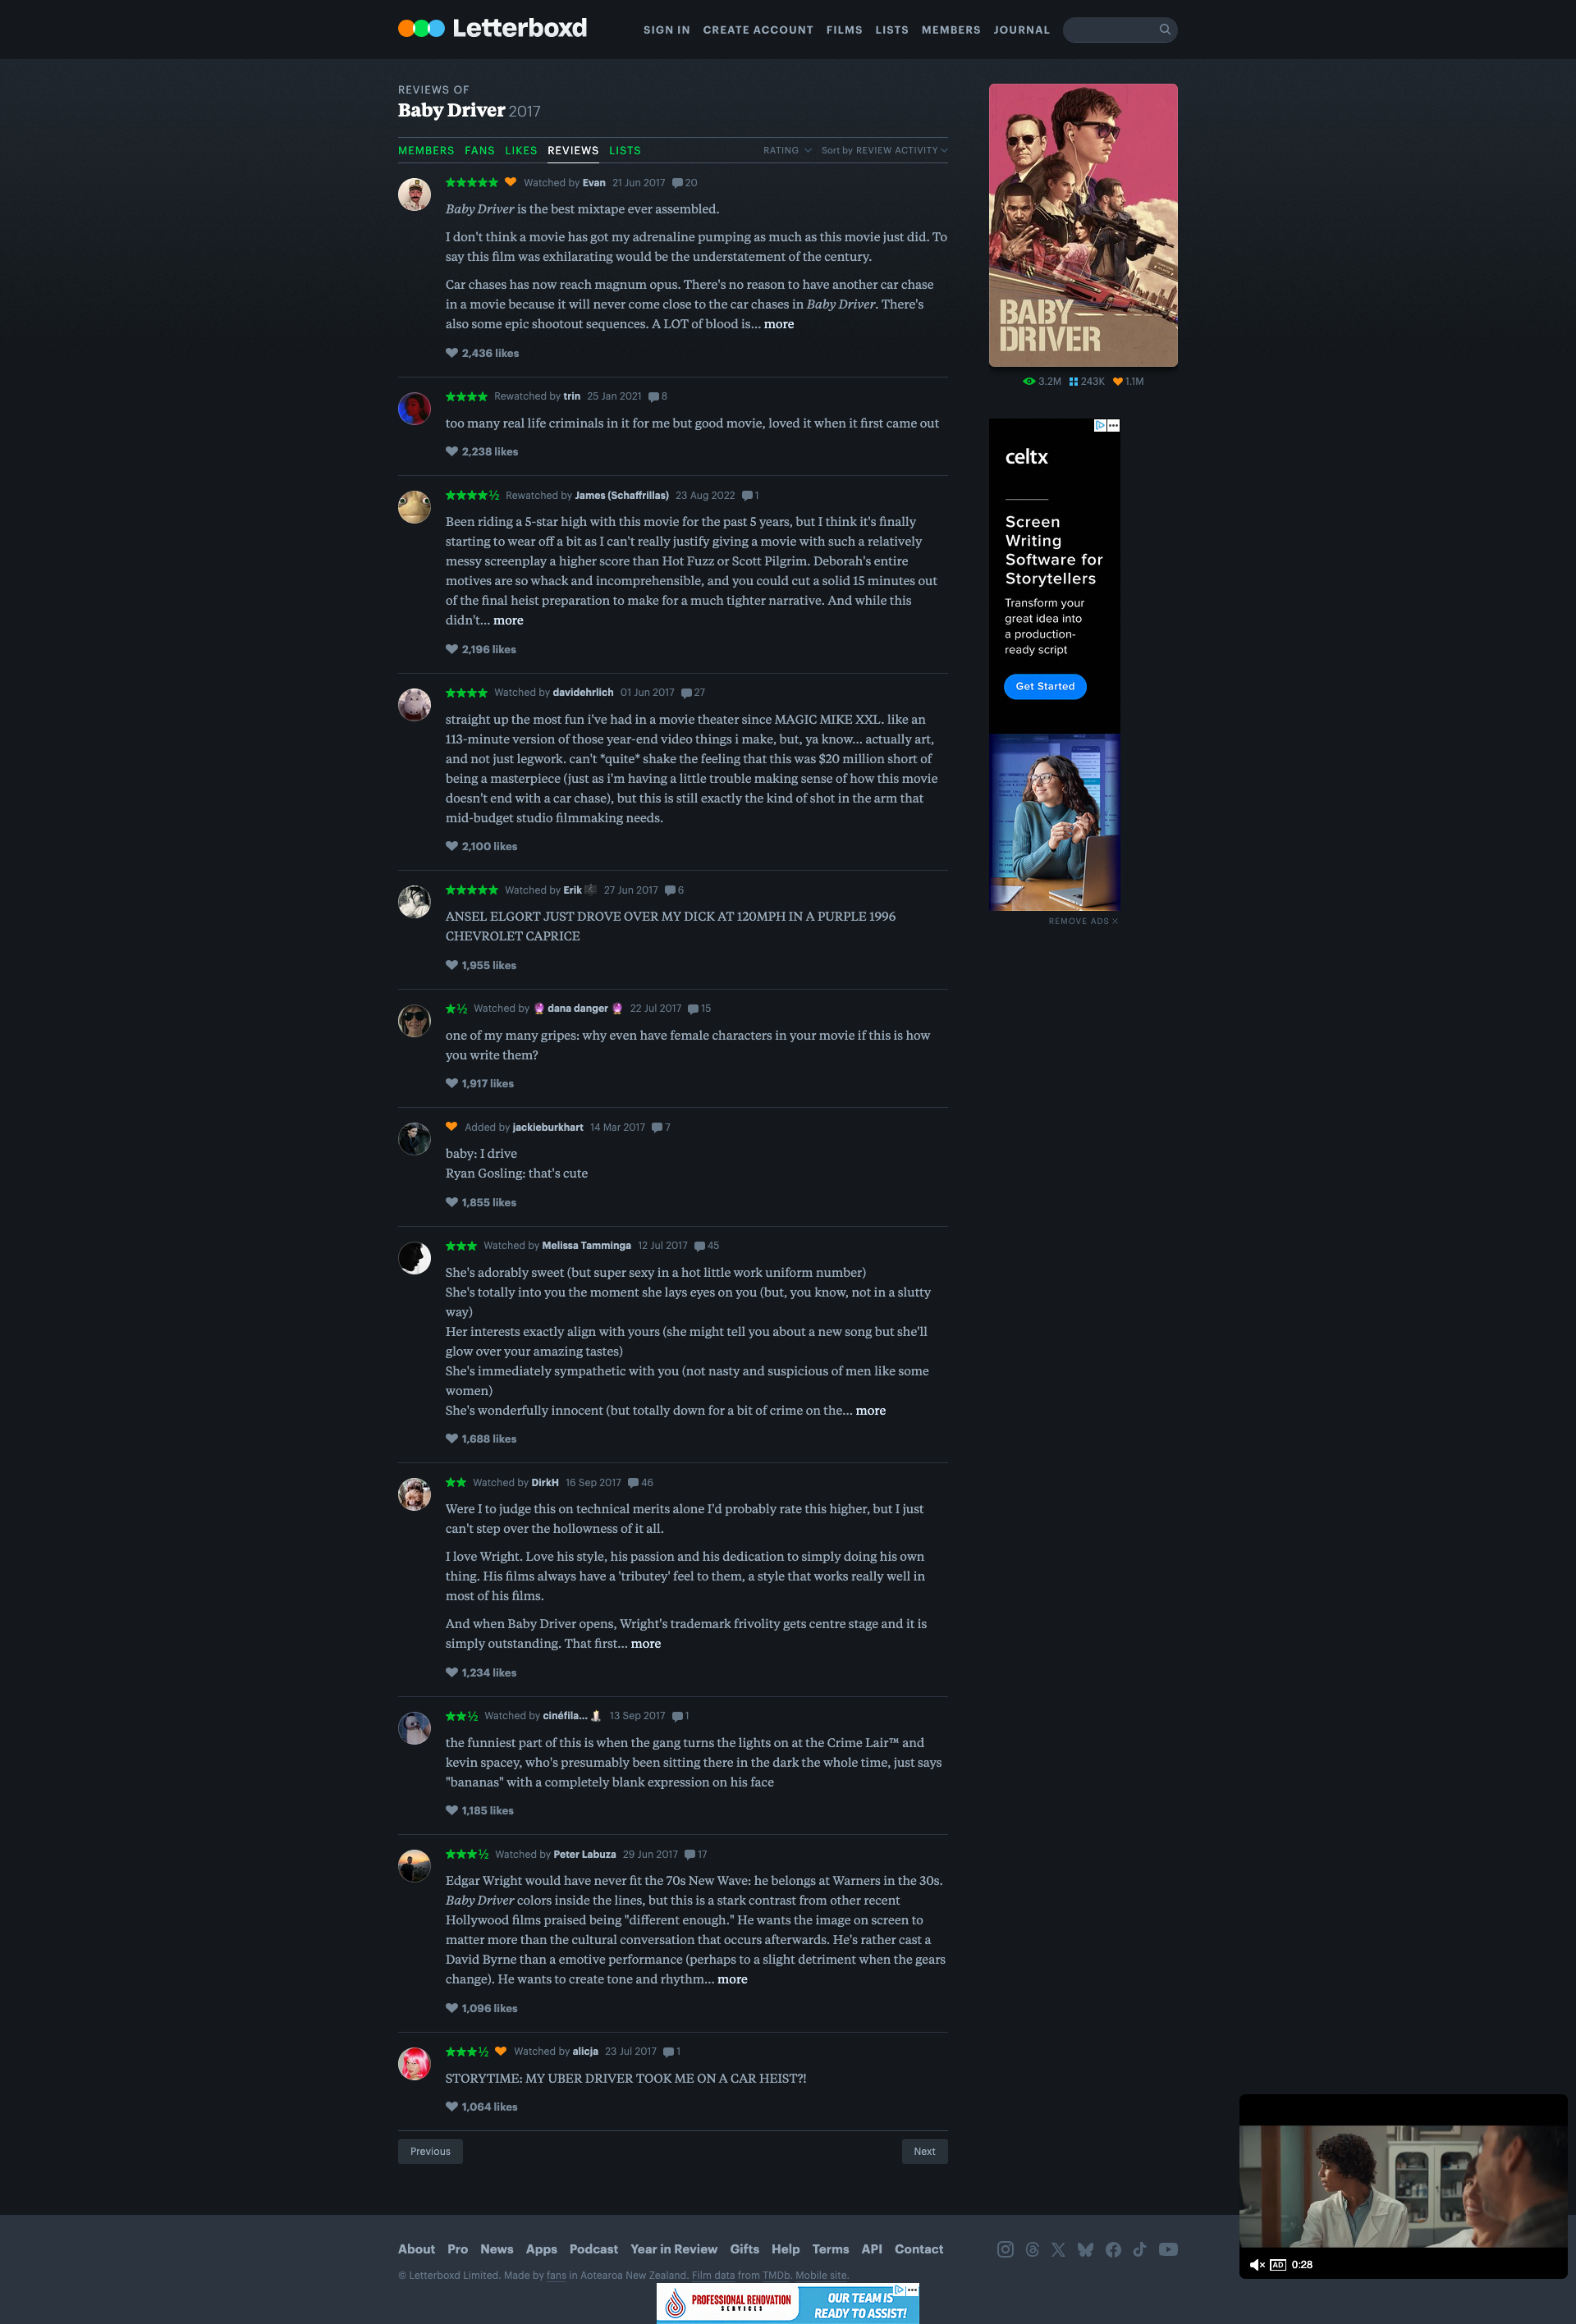 Letterboxd
SIGN IN CREATE ACCOUNT FILMS LISTS MEMBERS JOURNAL
REVIEWS OF
Baby Driver 2017
MEMBERS FANS LIKES REVIEWS LISTS
RATING Sort by REVIEW ACTIVITY
★★★★★ Watched by Evan 21 Jun 2017 20
Baby Driver is the best mixtape ever assembled.
I don't think a movie has got my adrenaline pumping as much as this movie just did. To
say this film was exhilarating would be the understatement of the century.
Car chases has now reach magnum opus. There's no reason to have another car chase
in a movie because it will never come close to the car chases in Baby Driver. There's
also some epic shootout sequences. A LOT of blood is… more
2,436 likes
★★★★ Rewatched by trin 25 Jan 2021 8
too many real life criminals in it for me but good movie, loved it when it first came out
2,238 likes
★★★★½ Rewatched by James (Schaffrillas) 23 Aug 2022 1
Been riding a 5-star high with this movie for the past 5 years, but I think it's finally
starting to wear off a bit as I can't really justify giving a movie with such a relatively
messy screenplay a higher score than Hot Fuzz or Scott Pilgrim. Deborah's entire
motives are so whack and incomprehensible, and you could cut a solid 15 minutes out
of the final heist preparation to make for a much tighter narrative. And while this
didn't… more
2,196 likes
★★★★ Watched by davidehrlich 01 Jun 2017 27
straight up the most fun i've had in a movie theater since MAGIC MIKE XXL. like an
113-minute version of those year-end video things i make, but, ya know... actually art,
and not just legwork. can't *quite* shake the feeling that this was $20 million short of
being a masterpiece (just as i'm having a little trouble making sense of how this movie
doesn't end with a car chase), but this is still exactly the kind of shot in the arm that
mid-budget studio filmmaking needs.
2,100 likes
★★★★★ Watched by Erik 27 Jun 2017 6
ANSEL ELGORT JUST DROVE OVER MY DICK AT 120MPH IN A PURPLE 1996
CHEVROLET CAPRICE
1,955 likes
★½ Watched by 🔮 dana danger 🔮 22 Jul 2017 15
one of my many gripes: why even have female characters in your movie if this is how
you write them?
1,917 likes
Added by jackieburkhart 14 Mar 2017 7
baby: I drive
Ryan Gosling: that's cute
1,855 likes
★★★ Watched by Melissa Tamminga 12 Jul 2017 45
She's adorably sweet (but super sexy in a hot little work uniform number)
She's totally into you the moment she lays eyes on you (but, you know, not in a slutty
way)
Her interests exactly align with yours (she might tell you about a new song but she'll
glow over your amazing tastes)
She's immediately sympathetic with you (not nasty and suspicious of men like some
women)
She's wonderfully innocent (but totally down for a bit of crime on the… more
1,688 likes
★★ Watched by DirkH 16 Sep 2017 46
Were I to judge this on technical merits alone I'd probably rate this higher, but I just
can't step over the hollowness of it all.
I love Wright. Love his style, his passion and his dedication to simply doing his own
thing. His films always have a 'tributey' feel to them, a style that works really well in
most of his films.
And when Baby Driver opens, Wright's trademark frivolity gets centre stage and it is
simply outstanding. That first… more
1,234 likes
★★½ Watched by cinéfila... 13 Sep 2017 1
the funniest part of this is when the gang turns the lights on at the Crime Lair™ and
kevin spacey, who's presumably been sitting there in the dark the whole time, just says
"bananas" with a completely blank expression on his face
1,185 likes
★★★½ Watched by Peter Labuza 29 Jun 2017 17
Edgar Wright would have never fit the 70s New Wave: he belongs at Warners in the 30s.
Baby Driver colors inside the lines, but this is a stark contrast from other recent
Hollywood films praised being "different enough." He wants the image on screen to
matter more than the cultural conversation that occurs afterwards. He's rather cast a
David Byrne than a emotive performance (perhaps to a slight detriment when the gears
change). He wants to create tone and rhythm… more
1,096 likes
★★★½ Watched by alicja 23 Jul 2017 1
STORYTIME: MY UBER DRIVER TOOK ME ON A CAR HEIST?!
1,064 likes
Previous
Next
BABY
DRIVER
3.2M 243K 1.1M
celtx
Screen
Writing
Software for
Storytellers
Transform your
great idea into
a production-
ready script
Get Started
REMOVE ADS
AD 0:28
About Pro News Apps Podcast Year in Review Gifts Help Terms API Contact
© Letterboxd Limited. Made by fans in Aotearoa New Zealand. Film data from TMDb. Mobile site.
PROFESSIONAL RENOVATION
SERVICES
OUR TEAM IS
READY TO ASSIST!